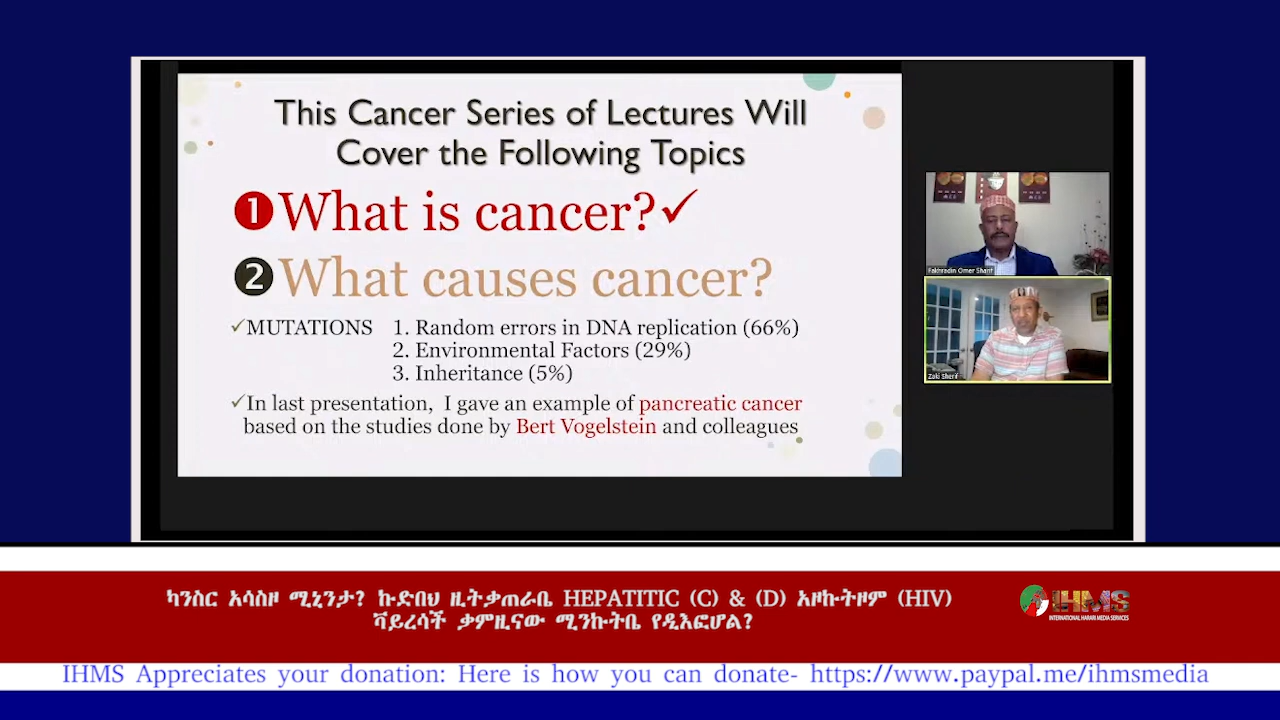 This Cancer Series of Lectures Will
Cover the Following Topics
❶What is cancer?✓
❷What causes cancer?
✓MUTATIONS 1. Random errors in DNA replication (66%)
2. Environmental Factors (29%)
3. Inheritance (5%)
✓In last presentation, I gave an example of pancreatic cancer
based on the studies done by Bert Vogelstein and colleagues
Fakhradin Omer Sharif
Zaki Sherif
ካንስር አሳስዞ ሚኒንታ? ኩድበህ ዚትቃጠራቤ HEPATITIC (C) & (D) አዞኩትዞም (HIV)
ቫይረሳች ቃምዚናው ሚንኩትቤ የዲእፎሆል?
IHMS
INTERNATIONAL HARARI MEDIA SERVICES
IHMS Appreciates your donation: Here is how you can donate- https://www.paypal.me/ihmsmedia